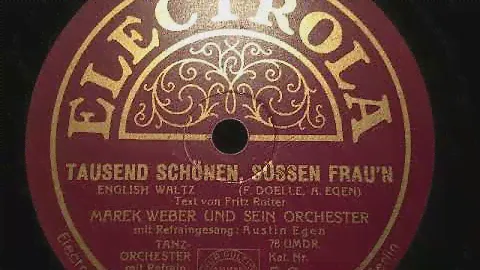 ELECTROLA
TAUSEND SCHÖNEN, SÜSSEN FRAU'N
ENGLISH WALTZ (F. DOELLE, A. EGEN)
Text von Fritz Rotter
MAREK WEBER UND SEIN ORCHESTER
mit Refraingesang: Austin Egen
TANZ- 78 UMDR.
ORCHESTER Kat. Nr.
mit Refrain